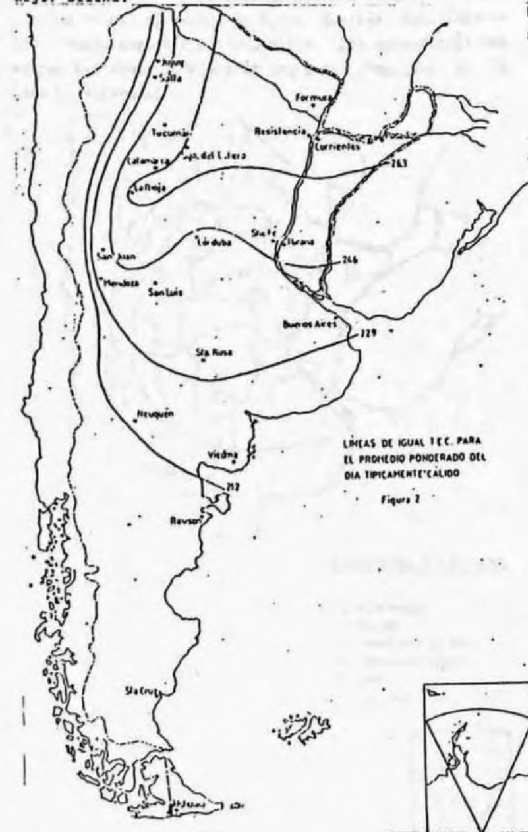 Jujuy
Salta
Formosa
Tucumán
Resistencia
Corrientes
Posadas
Catamarca
Sgo. del Estero
La Rioja
263
Sta Fé
Paraná
Córdoba
San Juan
246
Mendoza
San Luis
Buenos Aires
229
Sta Rosa
Neuquén
Viedma
LINEAS DE IGUAL T.E.C. PARA
EL PROMEDIO PONDERADO DEL
DIA TIPICAMENTE CALIDO
Figura 2
212
Rawson
Sta Cruz
Ushuaia